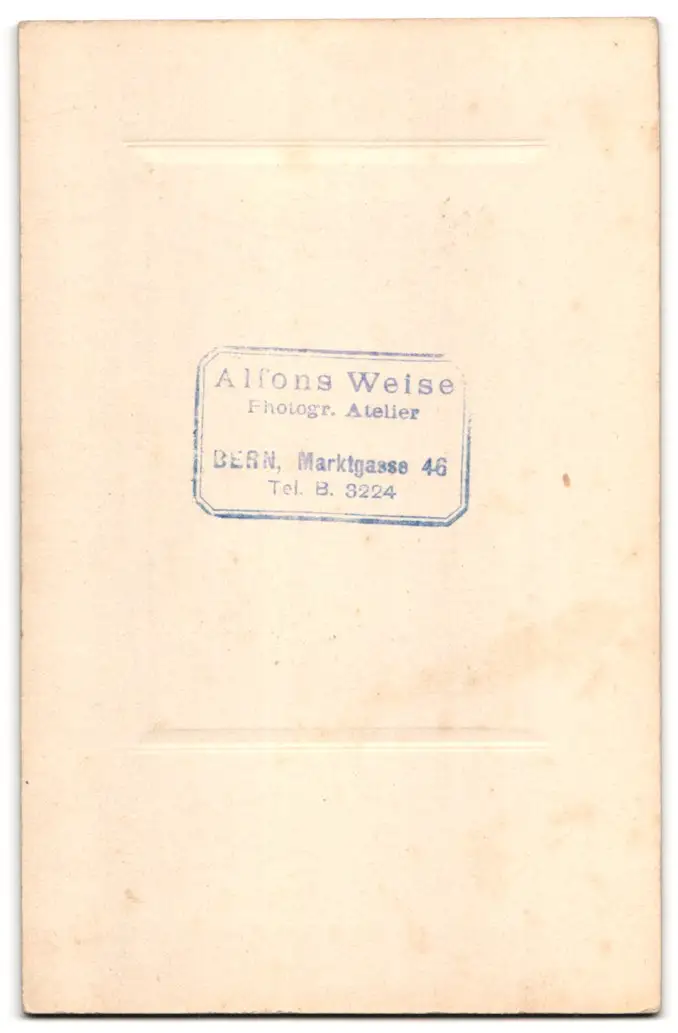 Alfons Weise
Photogr. Atelier
BERN, Marktgasse 46
Tel. B. 3224